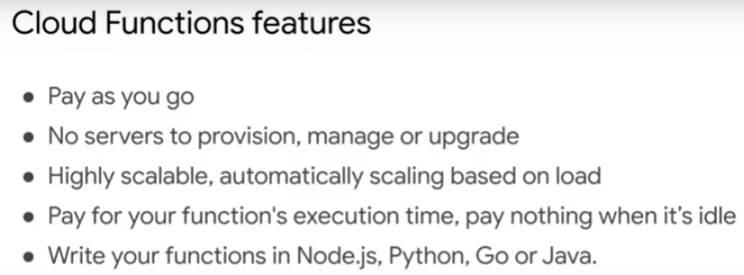 Cloud Functions features
• Pay as you go
• No servers to provision, manage or upgrade
• Highly scalable, automatically scaling based on load
• Pay for your function's execution time, pay nothing when it's idle
• Write your functions in Node.js, Python, Go or Java.